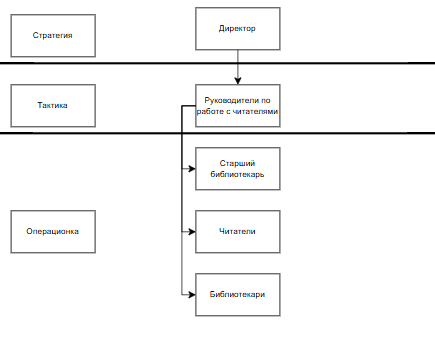 Стратегия
Директор
Тактика
Руководители по
работе с читателями
Старший
библиотекарь
Операционка
Читатели
Библиотекари